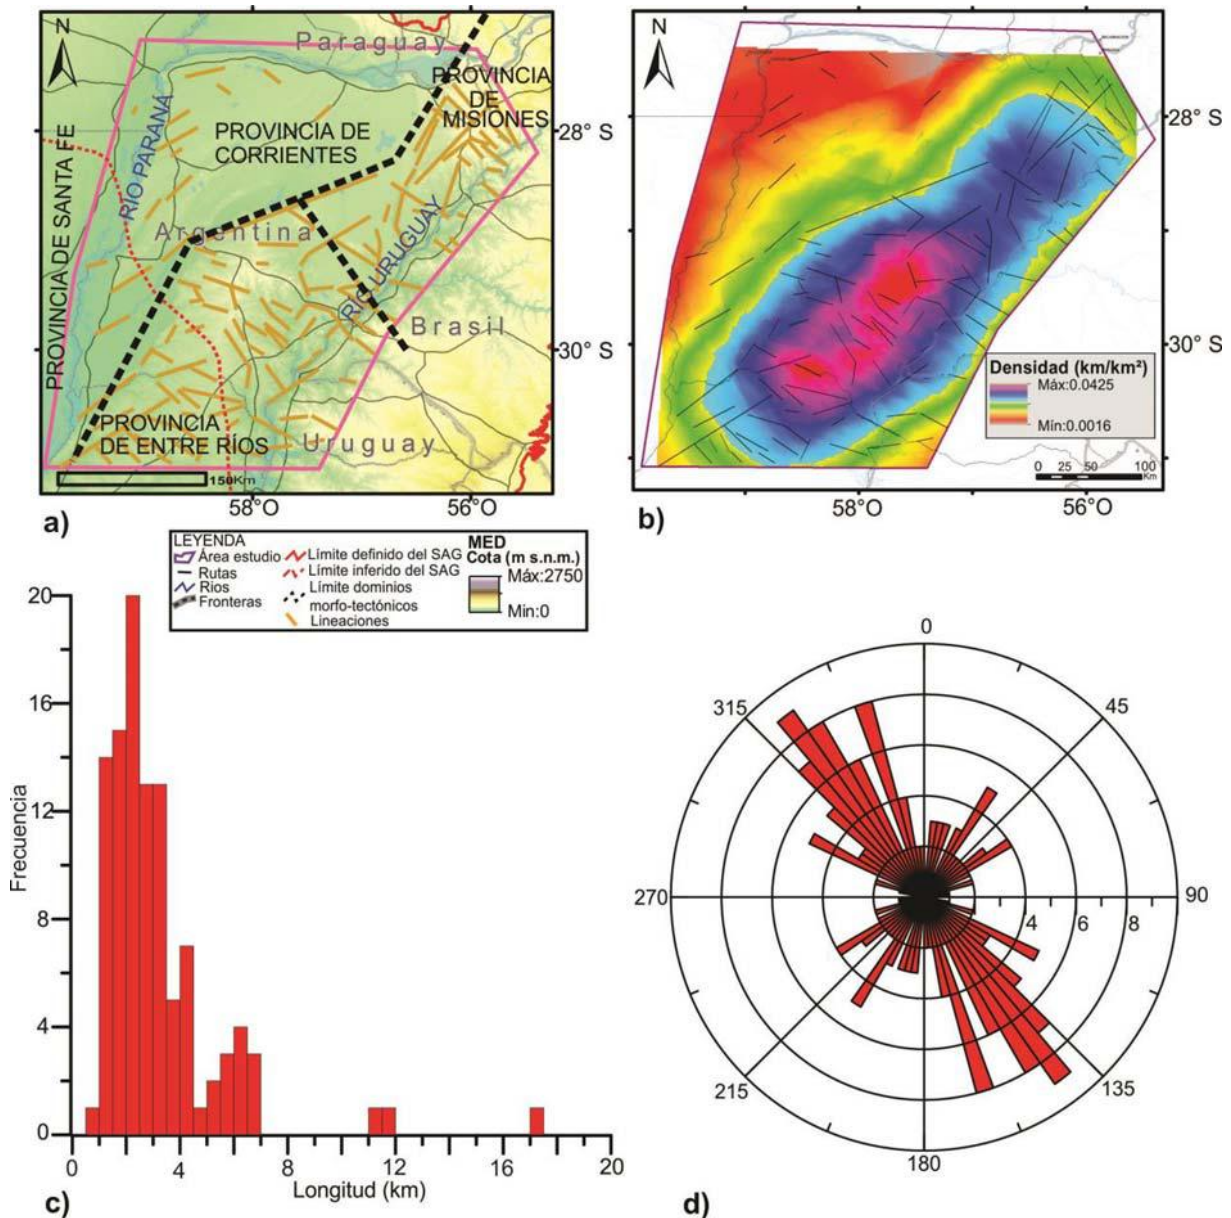 N
Paraguay
PROVINCIA
DE
MISIONES
PROVINCIA DE
CORRIENTES
PROVINCIA DE SANTA FE
RÍO PARANÁ
Argentina
RÍO URUGUAY
Brasil
PROVINCIA
DE ENTRE RÍOS
Uruguay
150Km
28° S
30° S
58°O
56°O
a)
N
28° S
30° S
Densidad (km/km²)
Máx:0.0425
Mín:0.0016
0 25 50 100
Km
58°O
56°O
b)
LEYENDA
Área estudio
Rutas
Ríos
Fronteras
Límite definido del SAG
Límite inferido del SAG
Límite dominios
morfo-tectónicos
Lineaciones
MED
Cota (m s.n.m.)
Máx:2750
Mín:0
20
16
12
8
4
0
Frecuencia
0 4 8 12 16 20
Longitud (km)
c)
0
45
90
135
180
215
270
315
4 6 8
d)